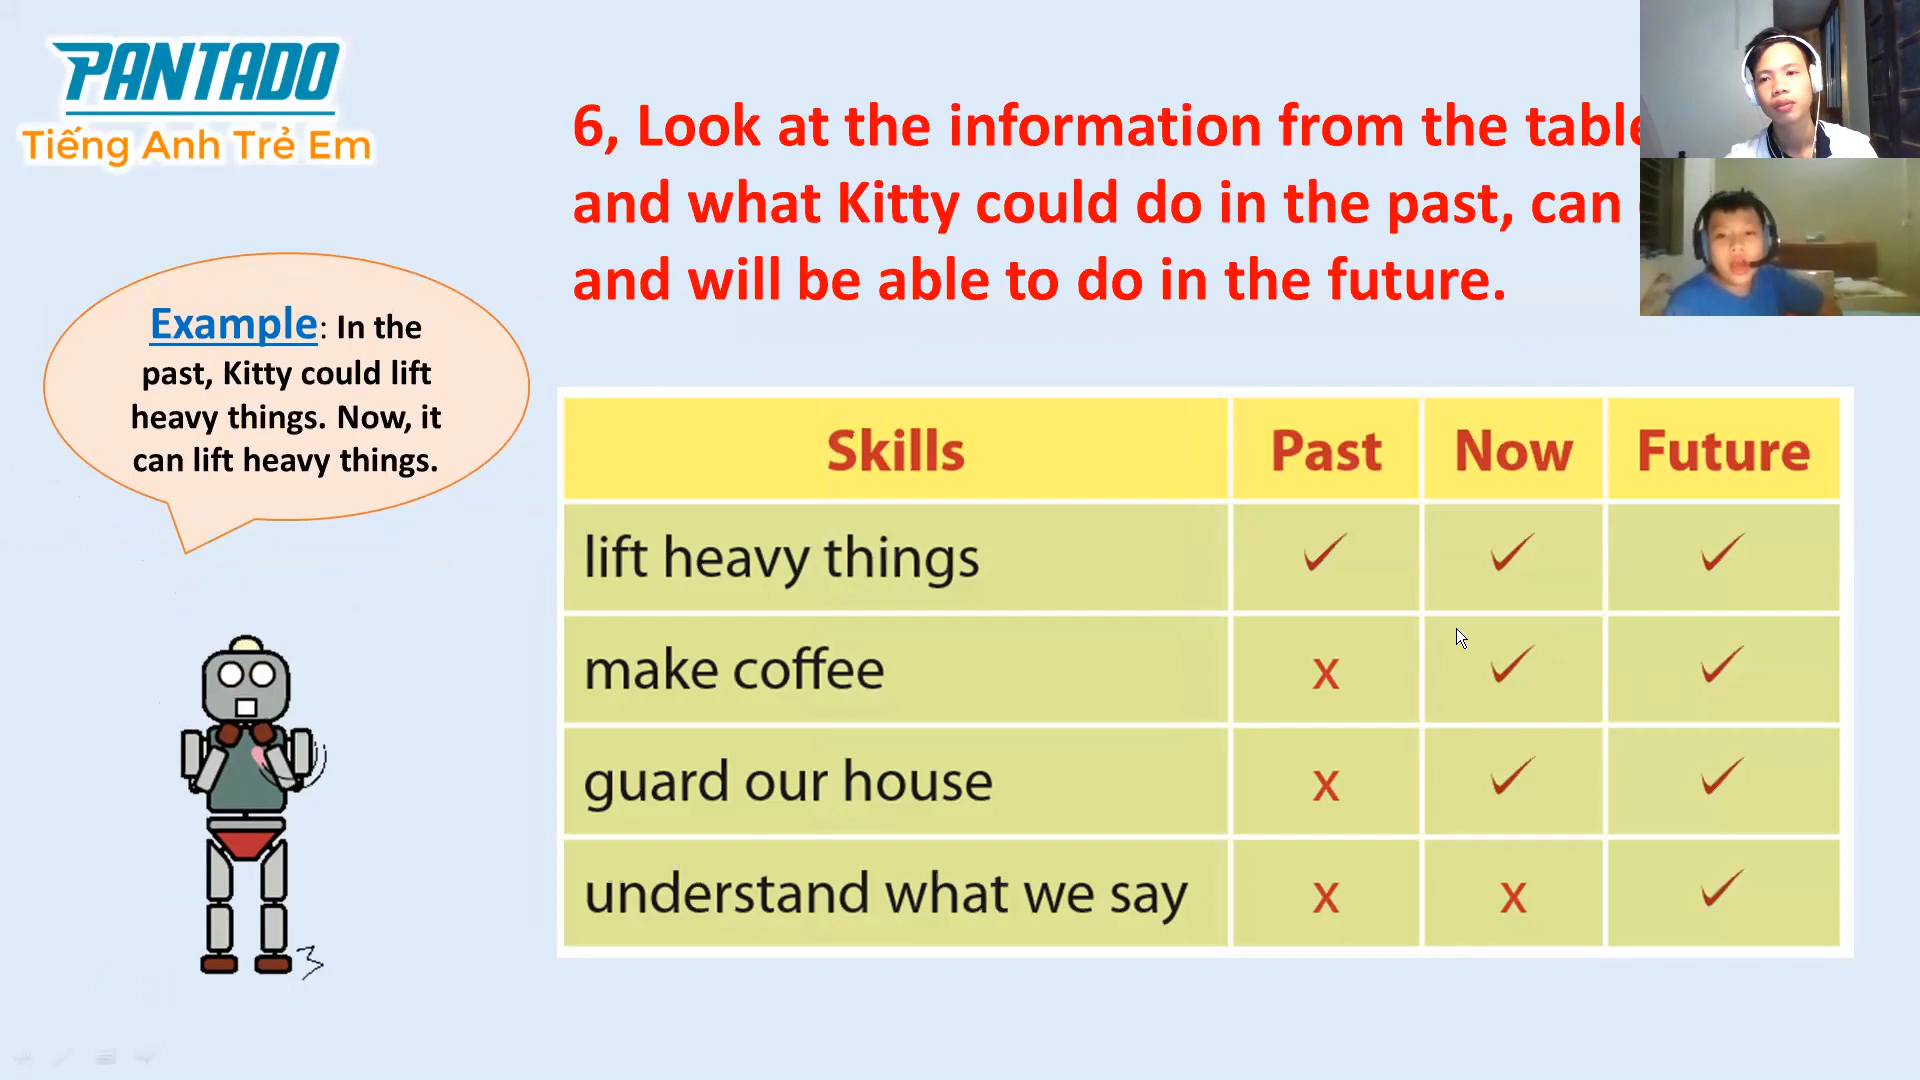 PANTADO
Tiếng Anh Trẻ Em
6, Look at the information from the table
and what Kitty could do in the past, can
and will be able to do in the future.
Example: In the
past, Kitty could lift
heavy things. Now, it
can lift heavy things.
Skills Past Now Future
lift heavy things ✓ ✓ ✓
make coffee x ✓ ✓
guard our house x ✓ ✓
understand what we say x x ✓